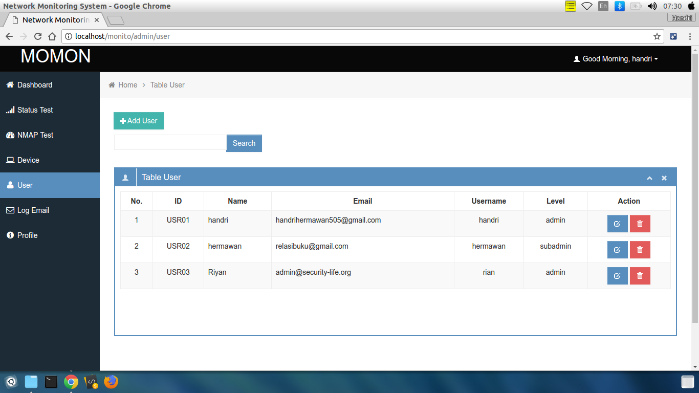 Network Monitoring System - Google Chrome
En
07:30
Network Monitorin
localhost/monito/admin/user
MOMON
Good Morning, handri
Dashboard
Status Test
NMAP Test
Device
User
Log Email
Profile
Home > Table User
Add User
Search
Table User
No. ID Name Email Username Level Action
1 USR01 handri handrihermawan505@gmail.com handri admin
2 USR02 hermawan relasibuku@gmail.com hermawan subadmin
3 USR03 Riyan admin@security-life.org rian admin